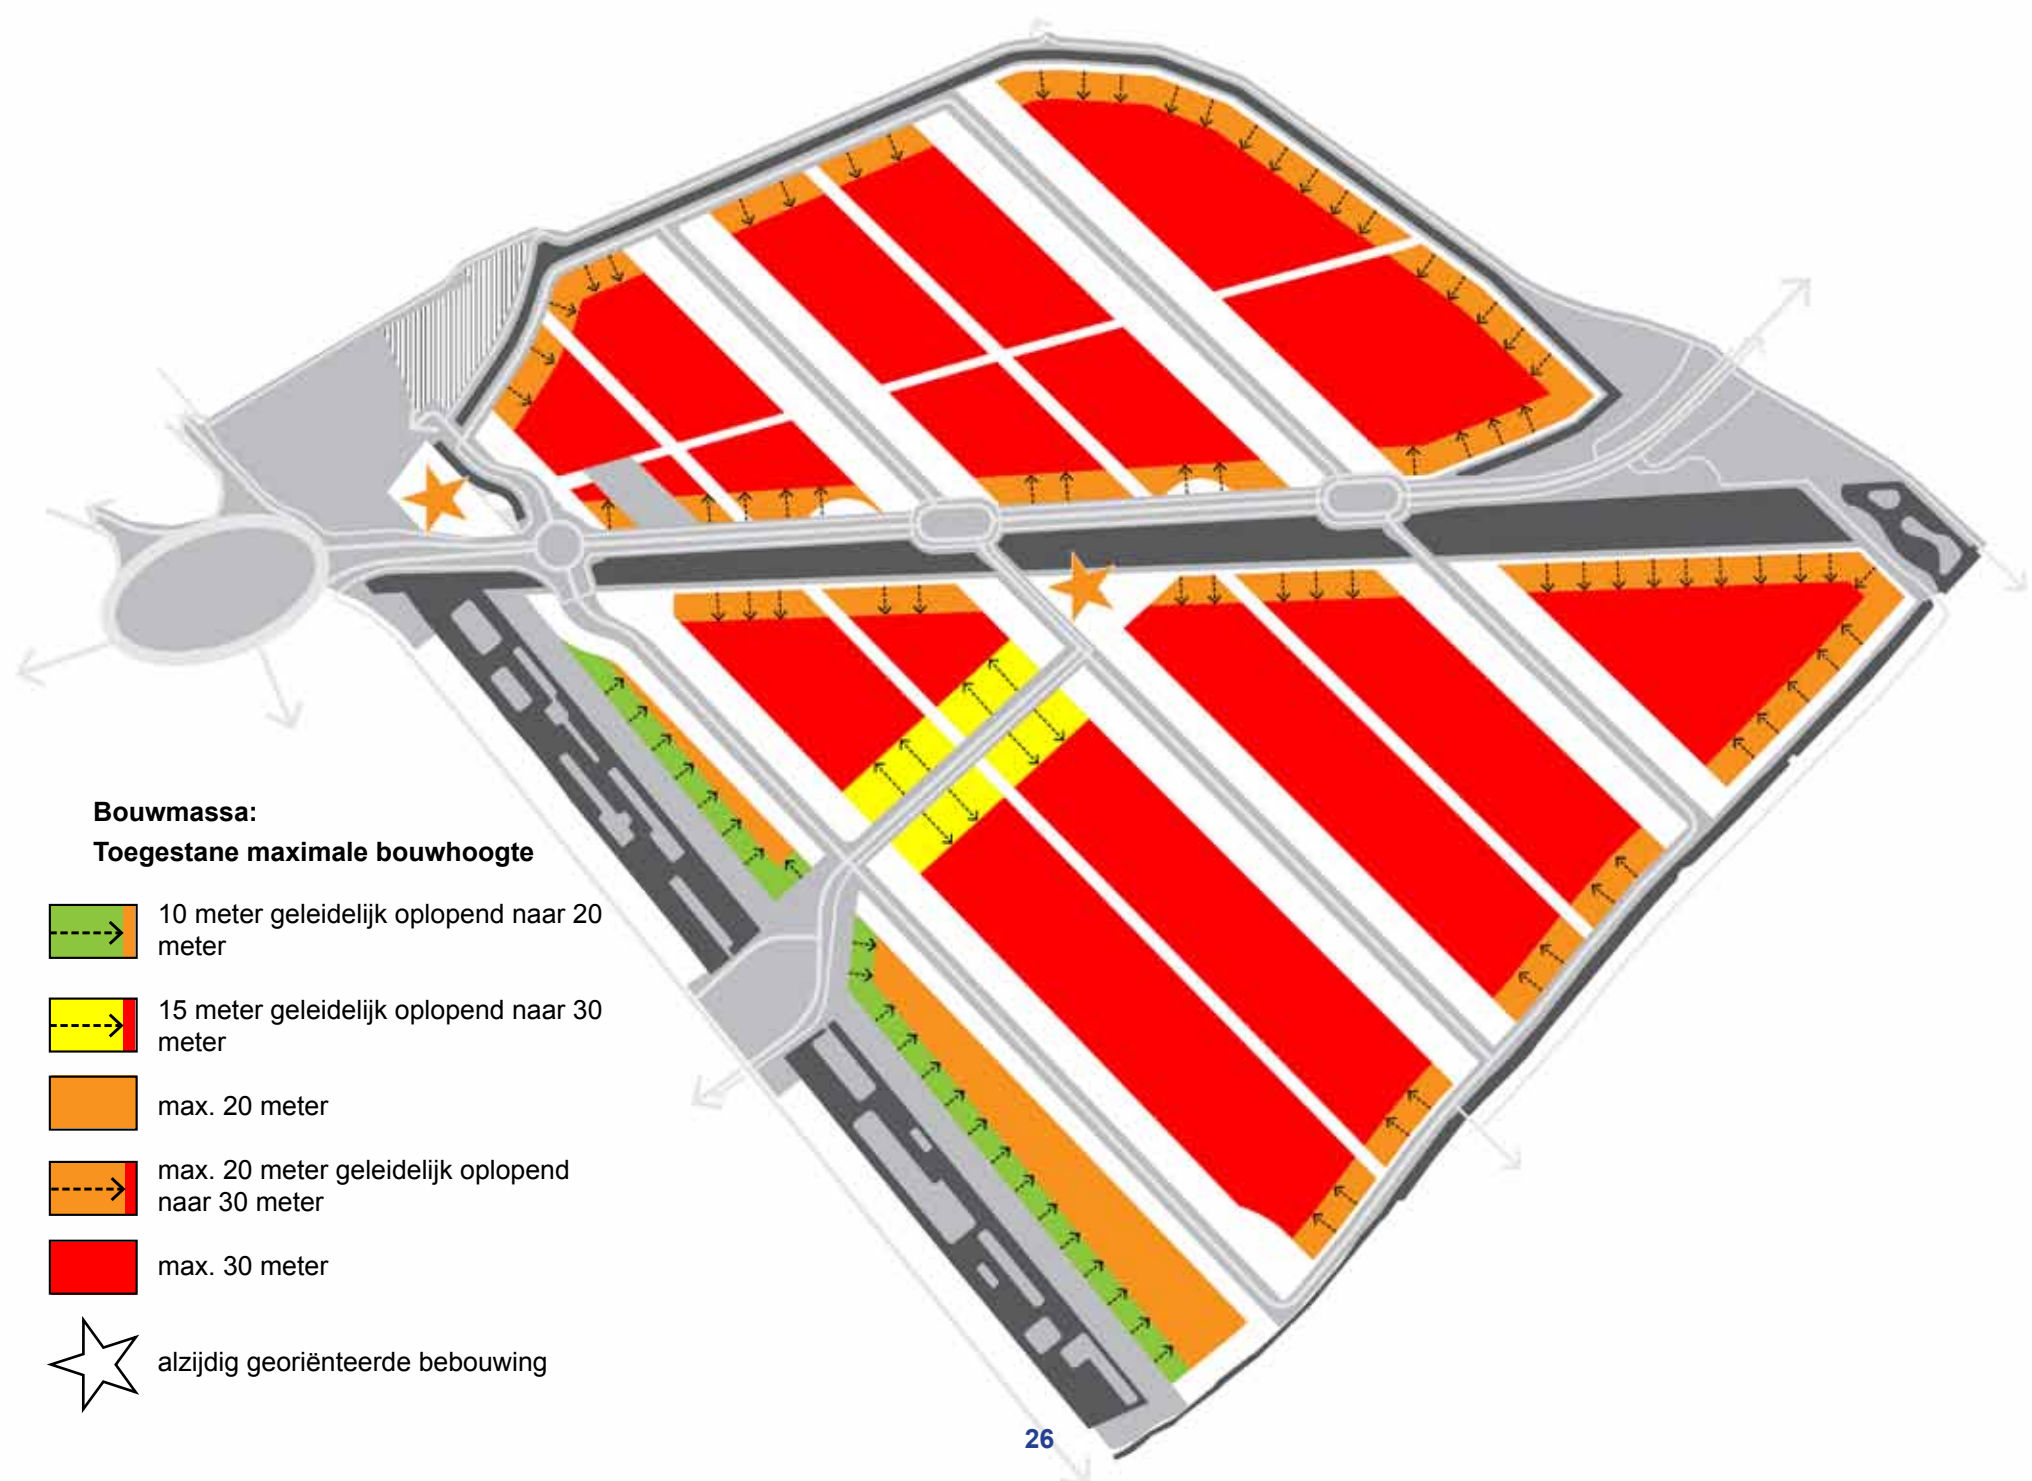 Bouwmassa:
Toegestane maximale bouwhoogte
10 meter geleidelijk oplopend naar 20
meter
15 meter geleidelijk oplopend naar 30
meter
max. 20 meter
max. 20 meter geleidelijk oplopend
naar 30 meter
max. 30 meter
alzijdig georiënteerde bebouwing
26